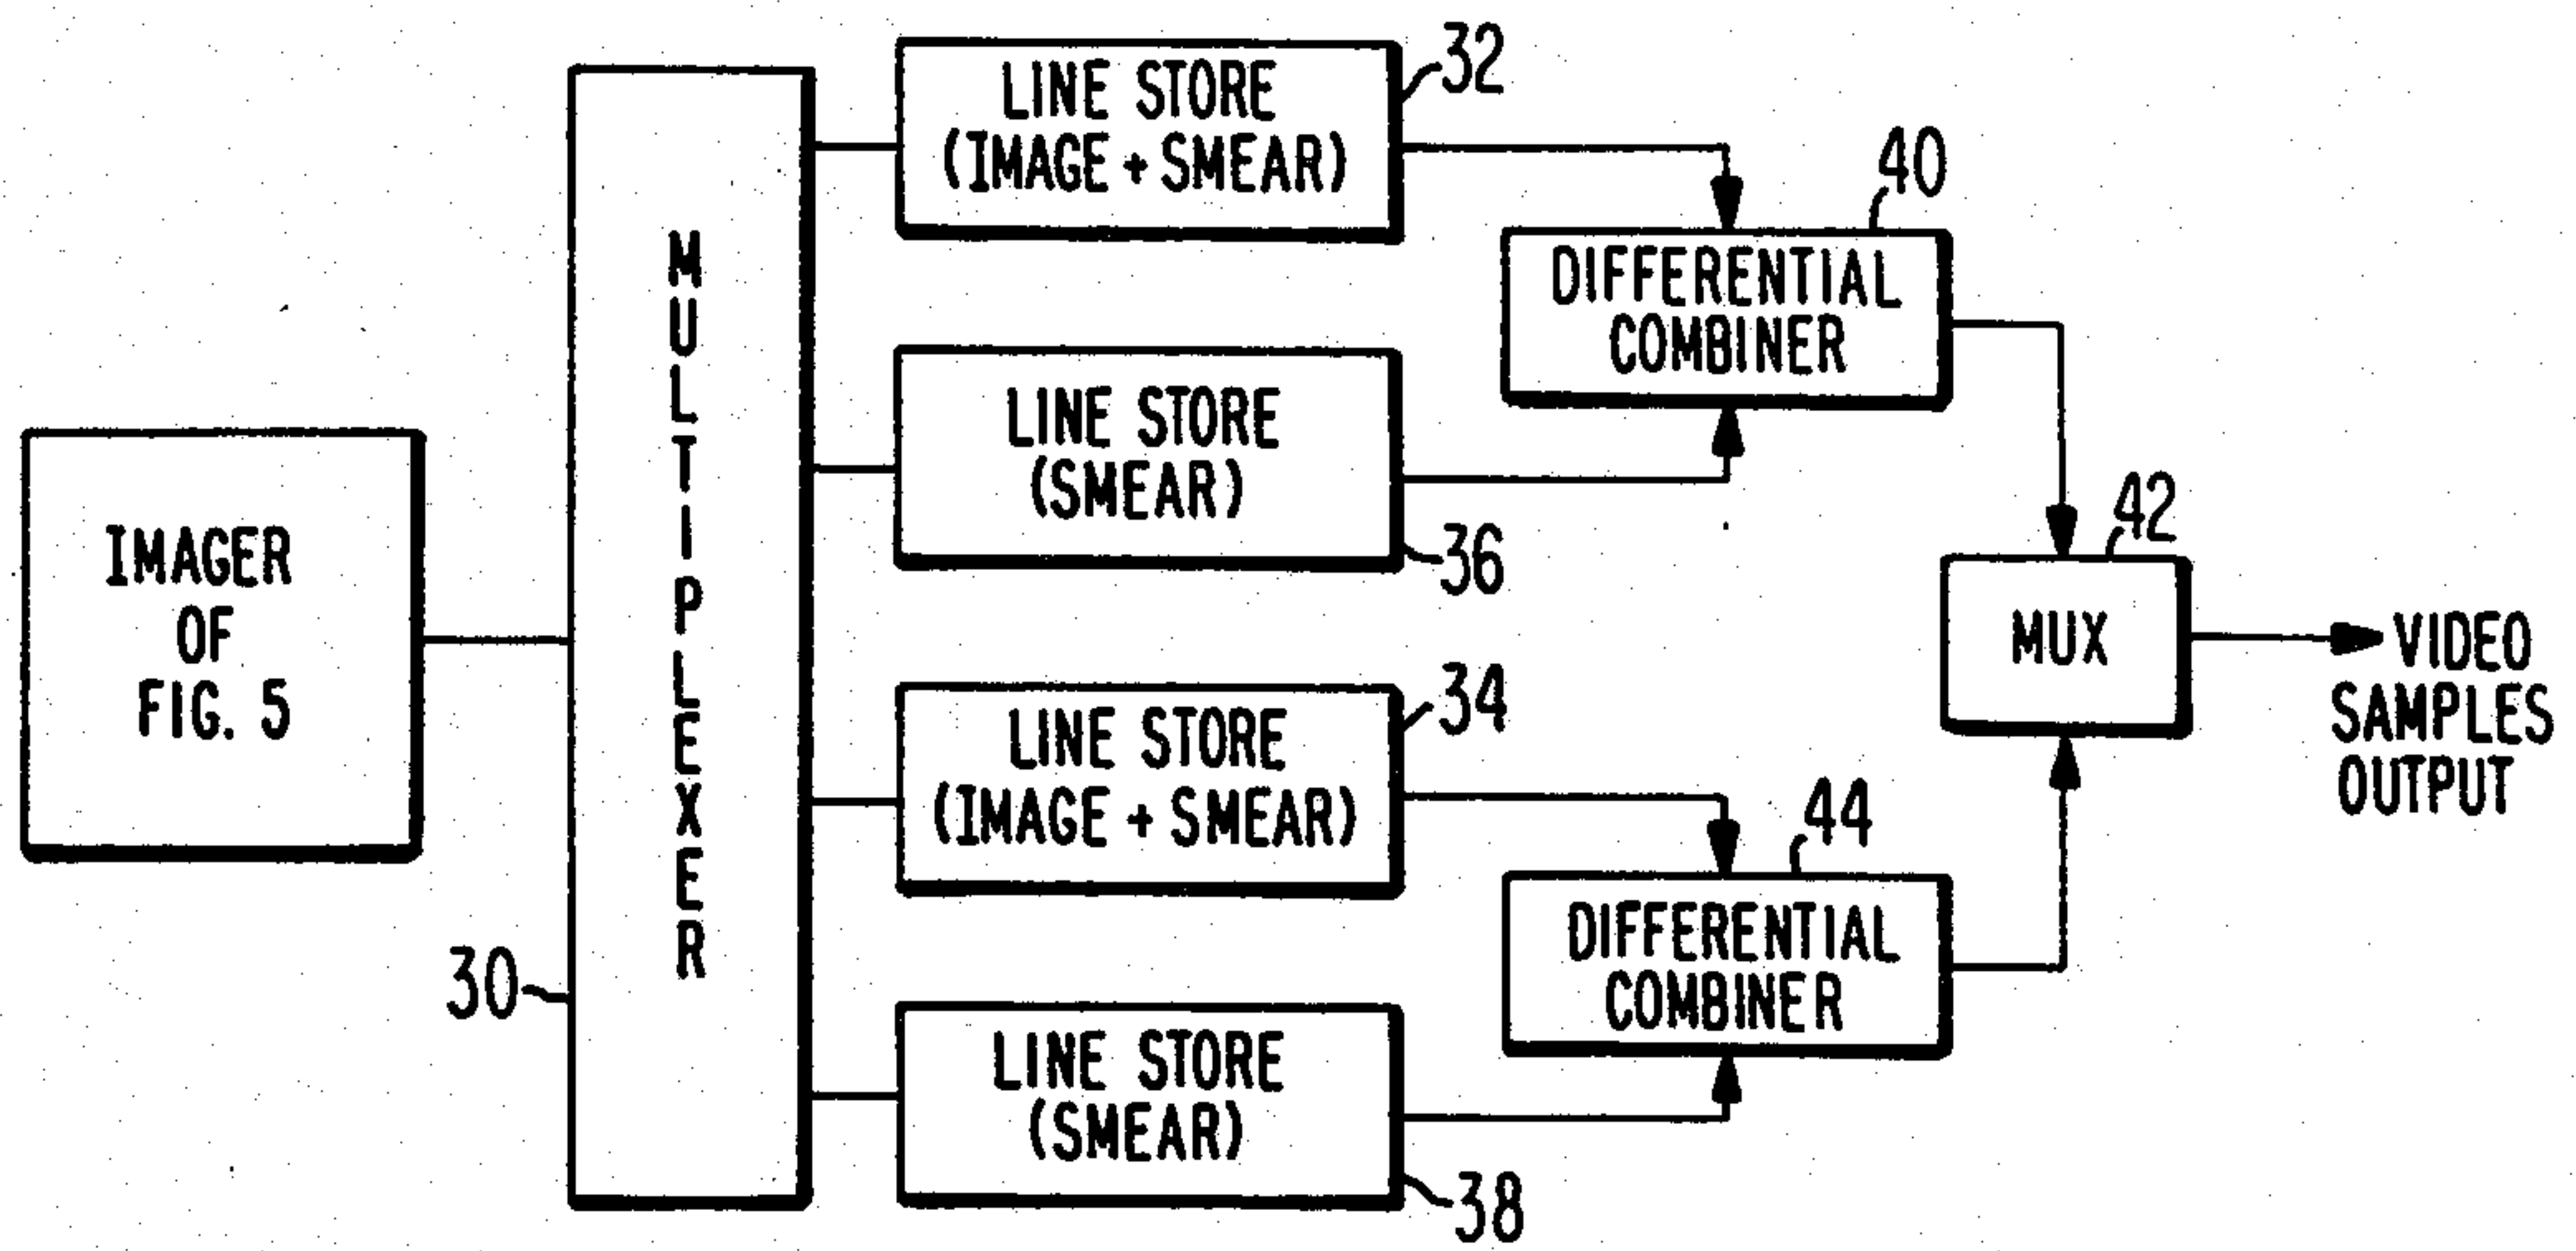 IMAGER
OF
FIG. 5
30
MULTIPLEXER
LINE STORE
(IMAGE + SMEAR)
32
LINE STORE
(SMEAR)
36
LINE STORE
(IMAGE + SMEAR)
34
LINE STORE
(SMEAR)
38
40
DIFFERENTIAL
COMBINER
44
DIFFERENTIAL
COMBINER
42
MUX
VIDEO
SAMPLES
OUTPUT